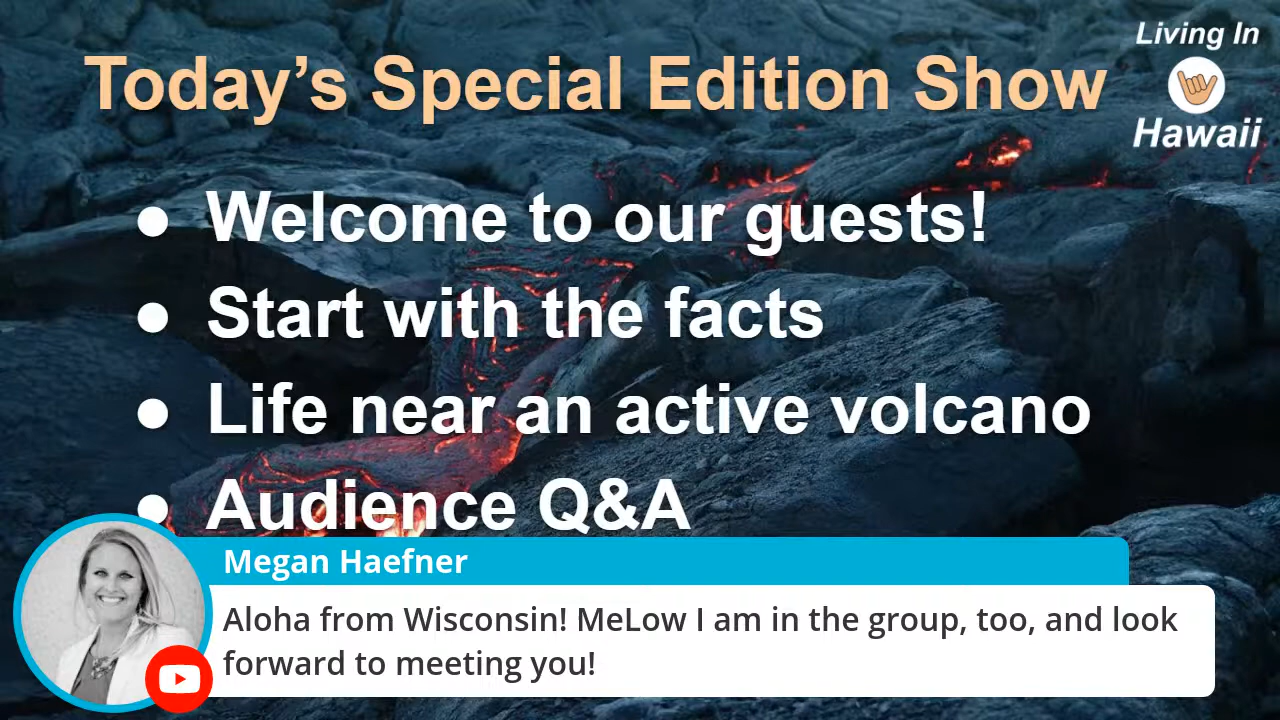 Living In
Today's Special Edition Show
Hawaii
● Welcome to our guests!
● Start with the facts
● Life near an active volcano
● Audience Q&A
Megan Haefner
Aloha from Wisconsin! MeLow I am in the group, too, and look
forward to meeting you!